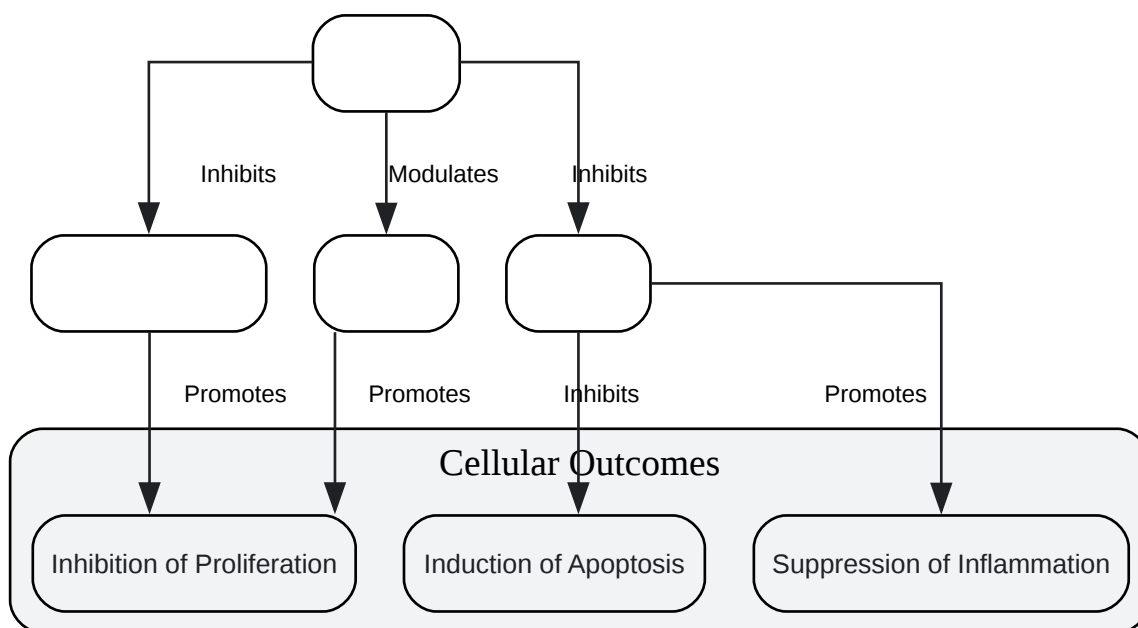 Inhibits
Modulates
Inhibits
Promotes
Promotes
Inhibits
Promotes
Cellular Outcomes
Inhibition of Proliferation
Induction of Apoptosis
Suppression of Inflammation